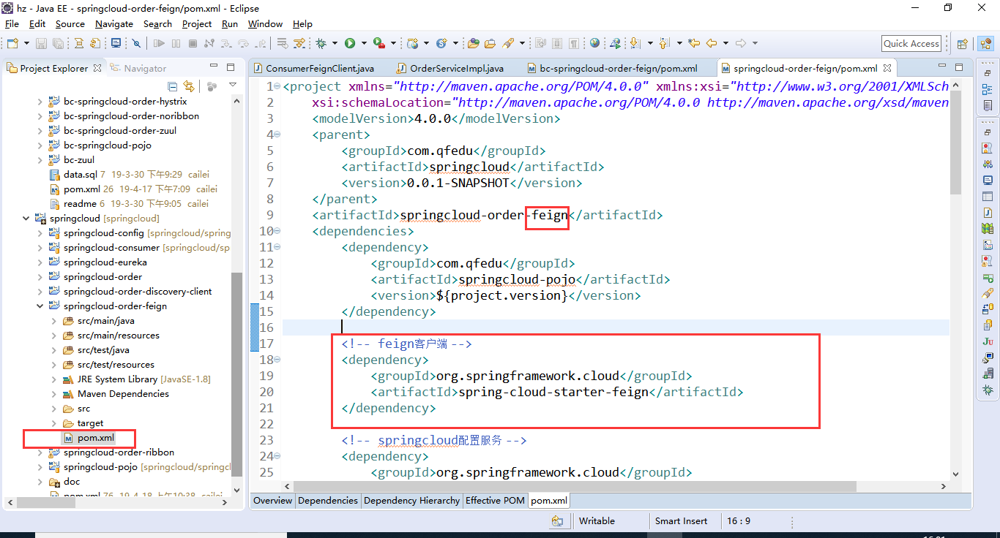 hz - Java EE - springcloud-order-feign/pom.xml - Eclipse
File Edit Source Navigate Search Project Run Window Help
Quick Access
Project Explorer Navigator
bc-springcloud-order-hystrix
bc-springcloud-order-noribbon
bc-springcloud-order-zuul
bc-springcloud-pojo
bc-zuul
data.sql 7 19-3-30 下午9:29 cailei
pom.xml 26 19-4-17 下午7:09 cailei
readme 6 19-3-30 下午9:05 cailei
springcloud [springcloud]
springcloud-config [springcloud/spring
springcloud-consumer [springcloud/sp
springcloud-eureka
springcloud-order
springcloud-order-discovery-client
springcloud-order-feign
src/main/java
src/main/resources
src/test/java
src/test/resources
JRE System Library [JavaSE-1.8]
Maven Dependencies
src
target
pom.xml
springcloud-order-ribbon
springcloud-pojo [springcloud/springcl
doc
pom.xml 76 19-4-18 上午10:38 cailei
ConsumerFeignClient.java OrderServiceImpl.java bc-springcloud-order-feign/pom.xml springcloud-order-feign/pom.xml
1 <project xmlns="http://maven.apache.org/POM/4.0.0" xmlns:xsi="http://www.w3.org/2001/XMLSch
2 xsi:schemaLocation="http://maven.apache.org/POM/4.0.0 http://maven.apache.org/xsd/maven
3 <modelVersion>4.0.0</modelVersion>
4 <parent>
5 <groupId>com.qfedu</groupId>
6 <artifactId>springcloud</artifactId>
7 <version>0.0.1-SNAPSHOT</version>
8 </parent>
9 <artifactId>springcloud-order-feign</artifactId>
10 <dependencies>
11 <dependency>
12 <groupId>com.qfedu</groupId>
13 <artifactId>springcloud-pojo</artifactId>
14 <version>${project.version}</version>
15 </dependency>
16
17 <!-- feign客户端 -->
18 <dependency>
19 <groupId>org.springframework.cloud</groupId>
20 <artifactId>spring-cloud-starter-feign</artifactId>
21 </dependency>
22
23 <!-- springcloud配置服务 -->
24 <dependency>
25 <groupId>org.springframework.cloud</groupId>
Overview Dependencies Dependency Hierarchy Effective POM pom.xml
Writable Smart Insert 16 : 9